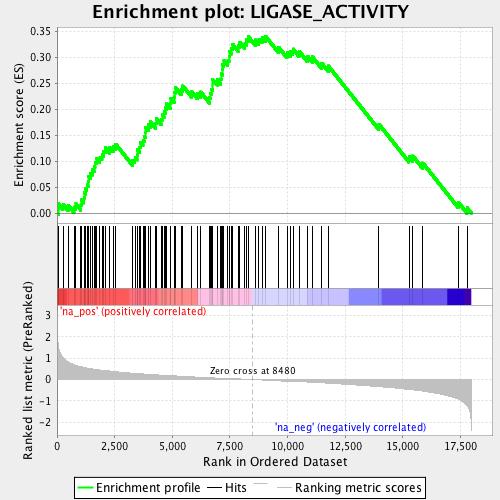 Enrichment plot: LIGASE_ACTIVITY
Enrichment score (ES)
0.35
0.30
0.25
0.20
0.15
0.10
0.05
0.00
'na_pos' (positively correlated)
Ranked list metric (PreRanked)
3
2
1
0
-1
-2
Zero cross at 8480
'na_neg' (negatively correlated)
0
2,500
5,000
7,500
10,000
12,500
15,000
17,500
Rank in Ordered Dataset
Enrichment profile
Hits
Ranking metric scores